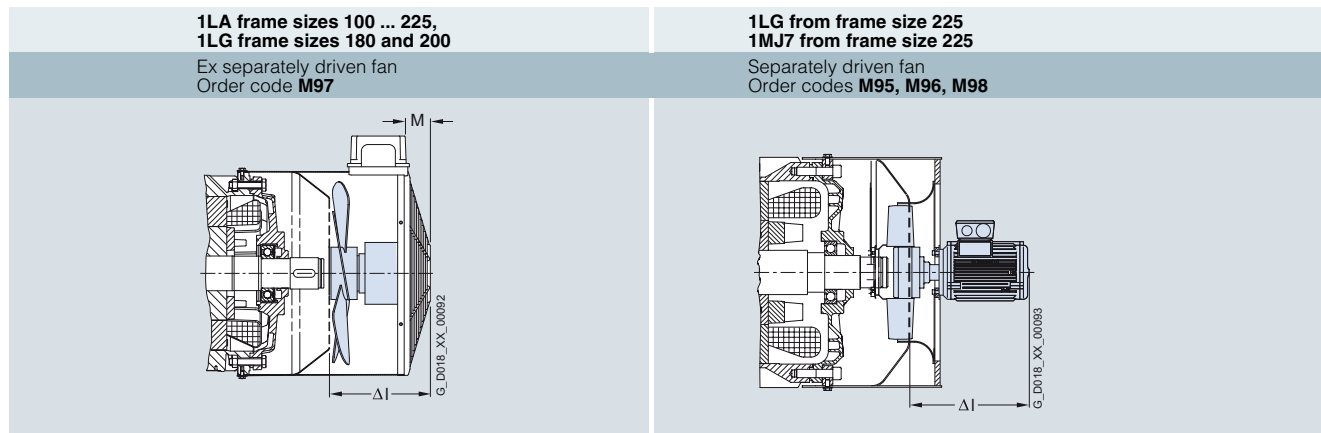 1LA frame sizes 100 ... 225,
1LG frame sizes 180 and 200
Ex separately driven fan
Order code M97
M
Δl
G_D018_XX_00092
1LG from frame size 225
1MJ7 from frame size 225
Separately driven fan
Order codes M95, M96, M98
Δl
G_D018_XX_00093